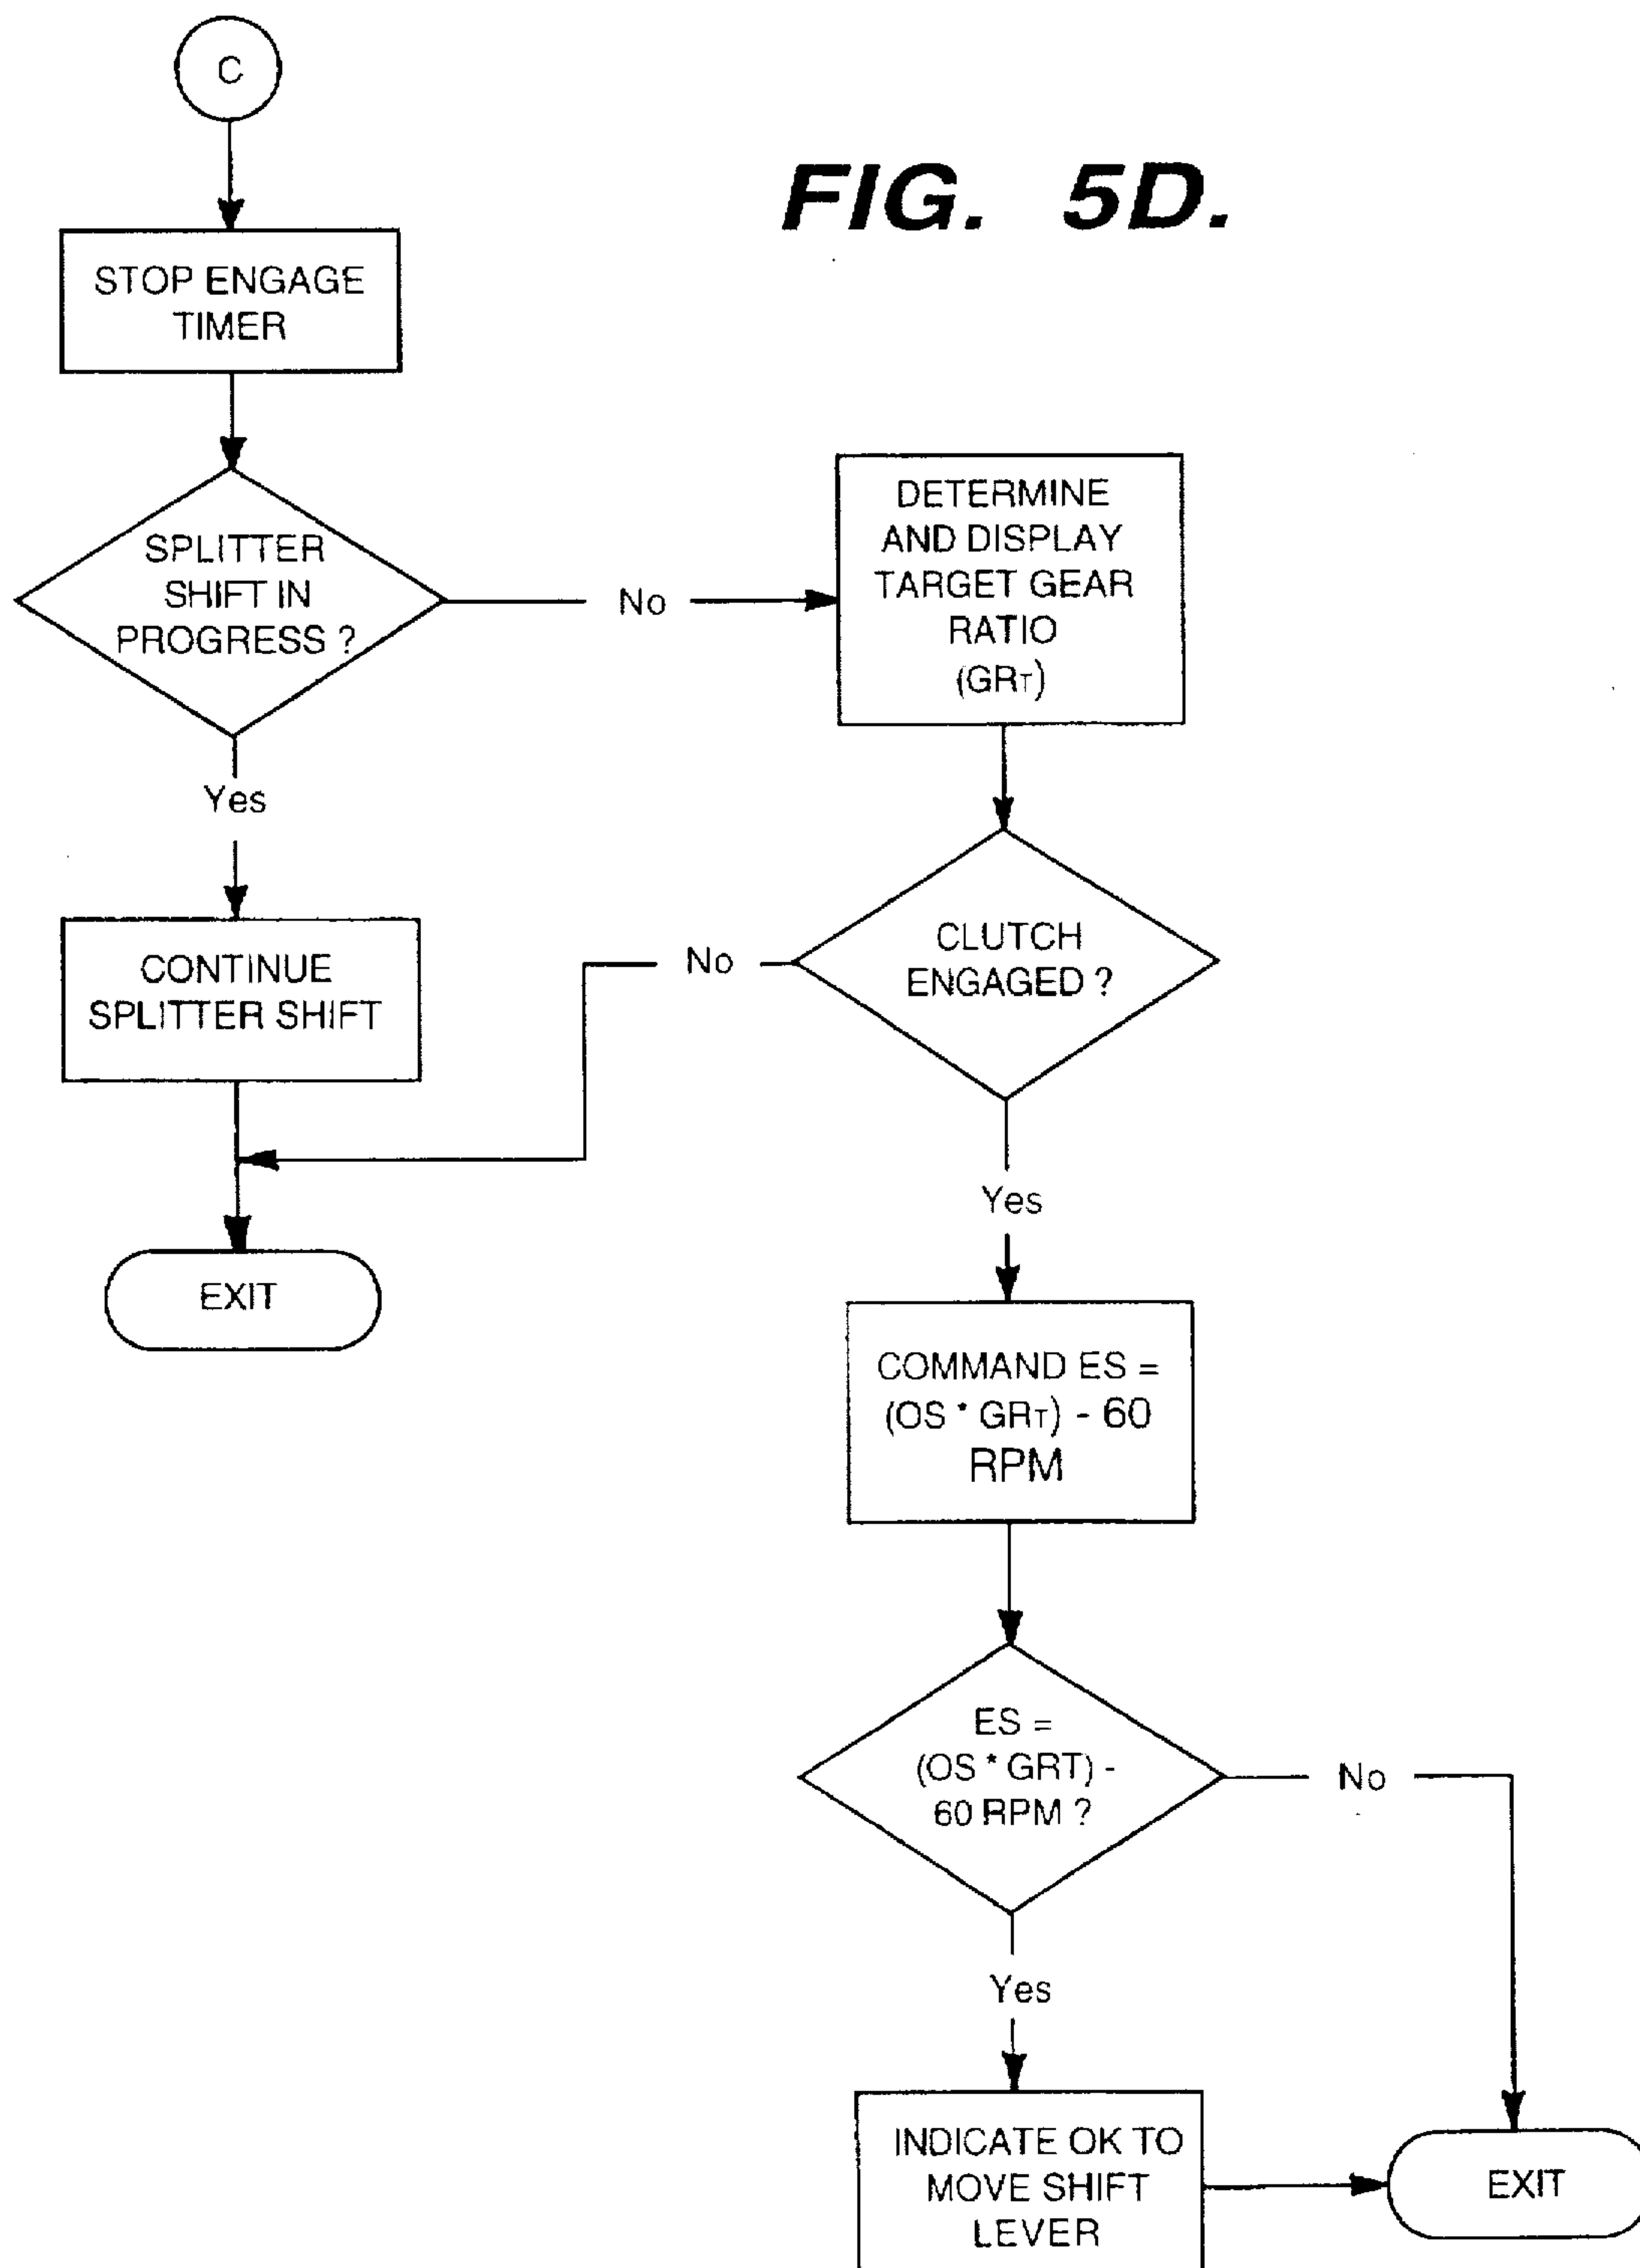 C
FIG. 5D.
STOP ENGAGE
TIMER
SPLITTER
SHIFT IN
PROGRESS ?
No
DETERMINE
AND DISPLAY
TARGET GEAR
RATIO
(GRT)
Yes
CONTINUE
SPLITTER SHIFT
No
CLUTCH
ENGAGED ?
EXIT
Yes
COMMAND ES =
(OS * GRT) - 60
RPM
ES =
(OS * GRT) -
60 RPM ?
No
Yes
INDICATE OK TO
MOVE SHIFT
LEVER
EXIT